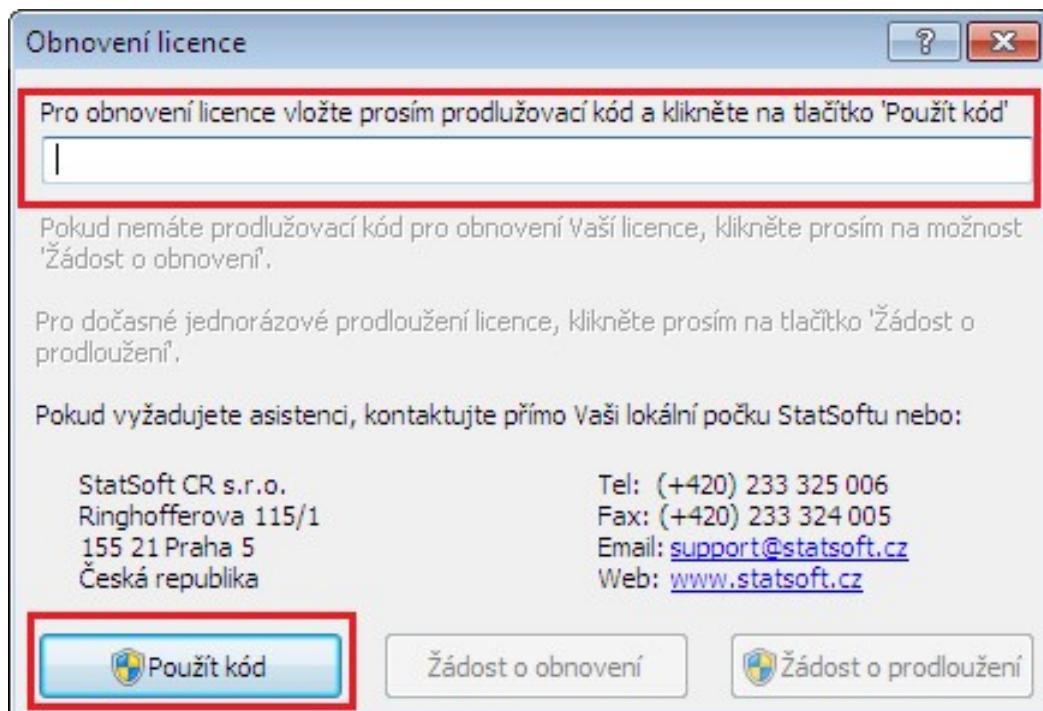 Obnovení licence
Pro obnovení licence vložte prosím prodlužovací kód a klikněte na tlačítko 'Použít kód'
Pokud nemáte prodlužovací kód pro obnovení Vaší licence, klikněte prosím na možnost
'Žádost o obnovení'.
Pro dočasné jednorázové prodloužení licence, klikněte prosím na tlačítko 'Žádost o
prodloužení'.
Pokud vyžadujete asistenci, kontaktujte přímo Vaši lokální počku StatSoftu nebo:
StatSoft CR s.r.o.
Ringhofferova 115/1
155 21 Praha 5
Česká republika
Tel: (+420) 233 325 006
Fax: (+420) 233 324 005
Email: support@statsoft.cz
Web: www.statsoft.cz
Použít kód
Žádost o obnovení
Žádost o prodloužení